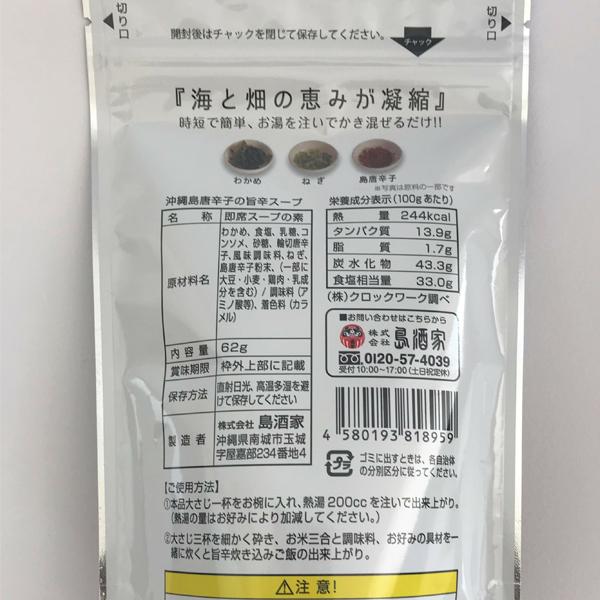 切り口
開封後はチャックを閉じて保存してください。
チャック
切り口
『海と畑の恵みが凝縮』
時短で簡単、お湯を注いでかき混ぜるだけ!!
わかめ
ねぎ
島唐辛子
※写真は原料の一部です
沖縄島唐辛子の旨辛スープ
名 称 即席スープの素
原材料名
わかめ、食塩、乳糖、コ
ンソメ、砂糖、輪切唐辛
子、風味調味料、ねぎ、
島唐辛子粉末、(一部に
大豆・小麦・鶏肉・乳成
分を含む) / 調味料 (ア
ミノ酸等)、着色料 (カラ
メル)
内容量 62g
賞味期限 枠外上部に記載
保存方法
直射日光、高温多湿を避
けて保存してください
製造者
株式会社 島酒家
沖縄県南城市玉城
字屋嘉部234番地4
栄養成分表示 (100gあたり)
熱量 244kcal
タンパク質 13.9g
脂質 1.7g
炭水化物 43.3g
食塩相当量 33.0g
(株)クロックワーク調べ
■お問い合わせはこちらから
株式会社 島酒家
0120-57-4039
受付 10:00~17:00 (土日祝定休)
4 580193 818959
プラ
ゴミに出すときは、各自治体
の分別区分に従ってください。
【ご使用方法】
①本品大さじ一杯をお椀に入れ、熱湯200ccを注いで出来上がり。
(熱湯の量はお好みにより加減してください。)
②大さじ三杯を細かく砕き、お米三合と調味料、お好みの具材を一
緒に炊くと旨辛炊き込みご飯の出来上がり。
⚠注意!